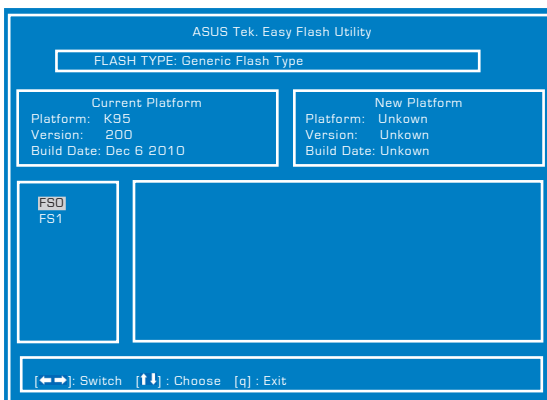 ASUS Tek. Easy Flash Utility
FLASH TYPE: Generic Flash Type
Current Platform
Platform: K95
Version: 200
Build Date: Dec 6 2010
New Platform
Platform: Unkown
Version: Unkown
Build Date: Unkown
FS0
FS1
[⬅➡]: Switch [⬆⬇] : Choose [q] : Exit